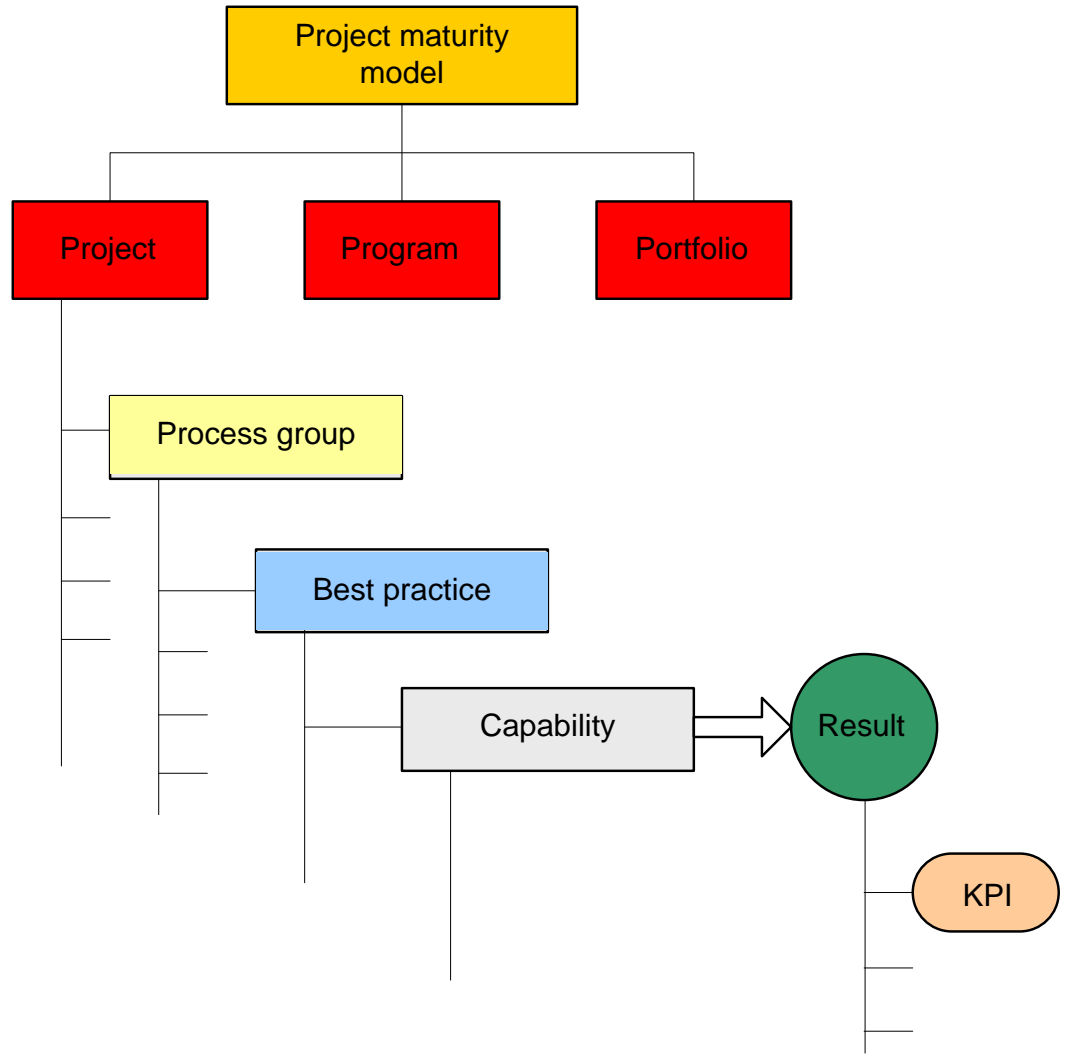 Project maturity
model
Project
Program
Portfolio
Process group
Best practice
Capability
Result
KPI